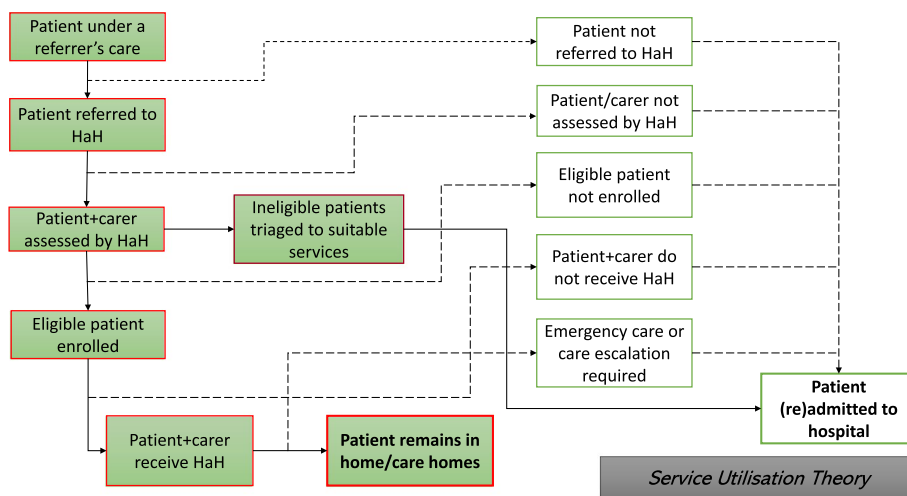 Patient under a
referrer's care
Patient not
referred to HaH
Patient referred to
HaH
Patient/carer not
assessed by HaH
Eligible patient
not enrolled
Patient+carer
assessed by HaH
Ineligible patients
triaged to suitable
services
Patient+carer do
not receive HaH
Eligible patient
enrolled
Emergency care or
care escalation
required
Patient
(re)admitted to
hospital
Patient+carer
receive HaH
Patient remains in
home/care homes
Service Utilisation Theory